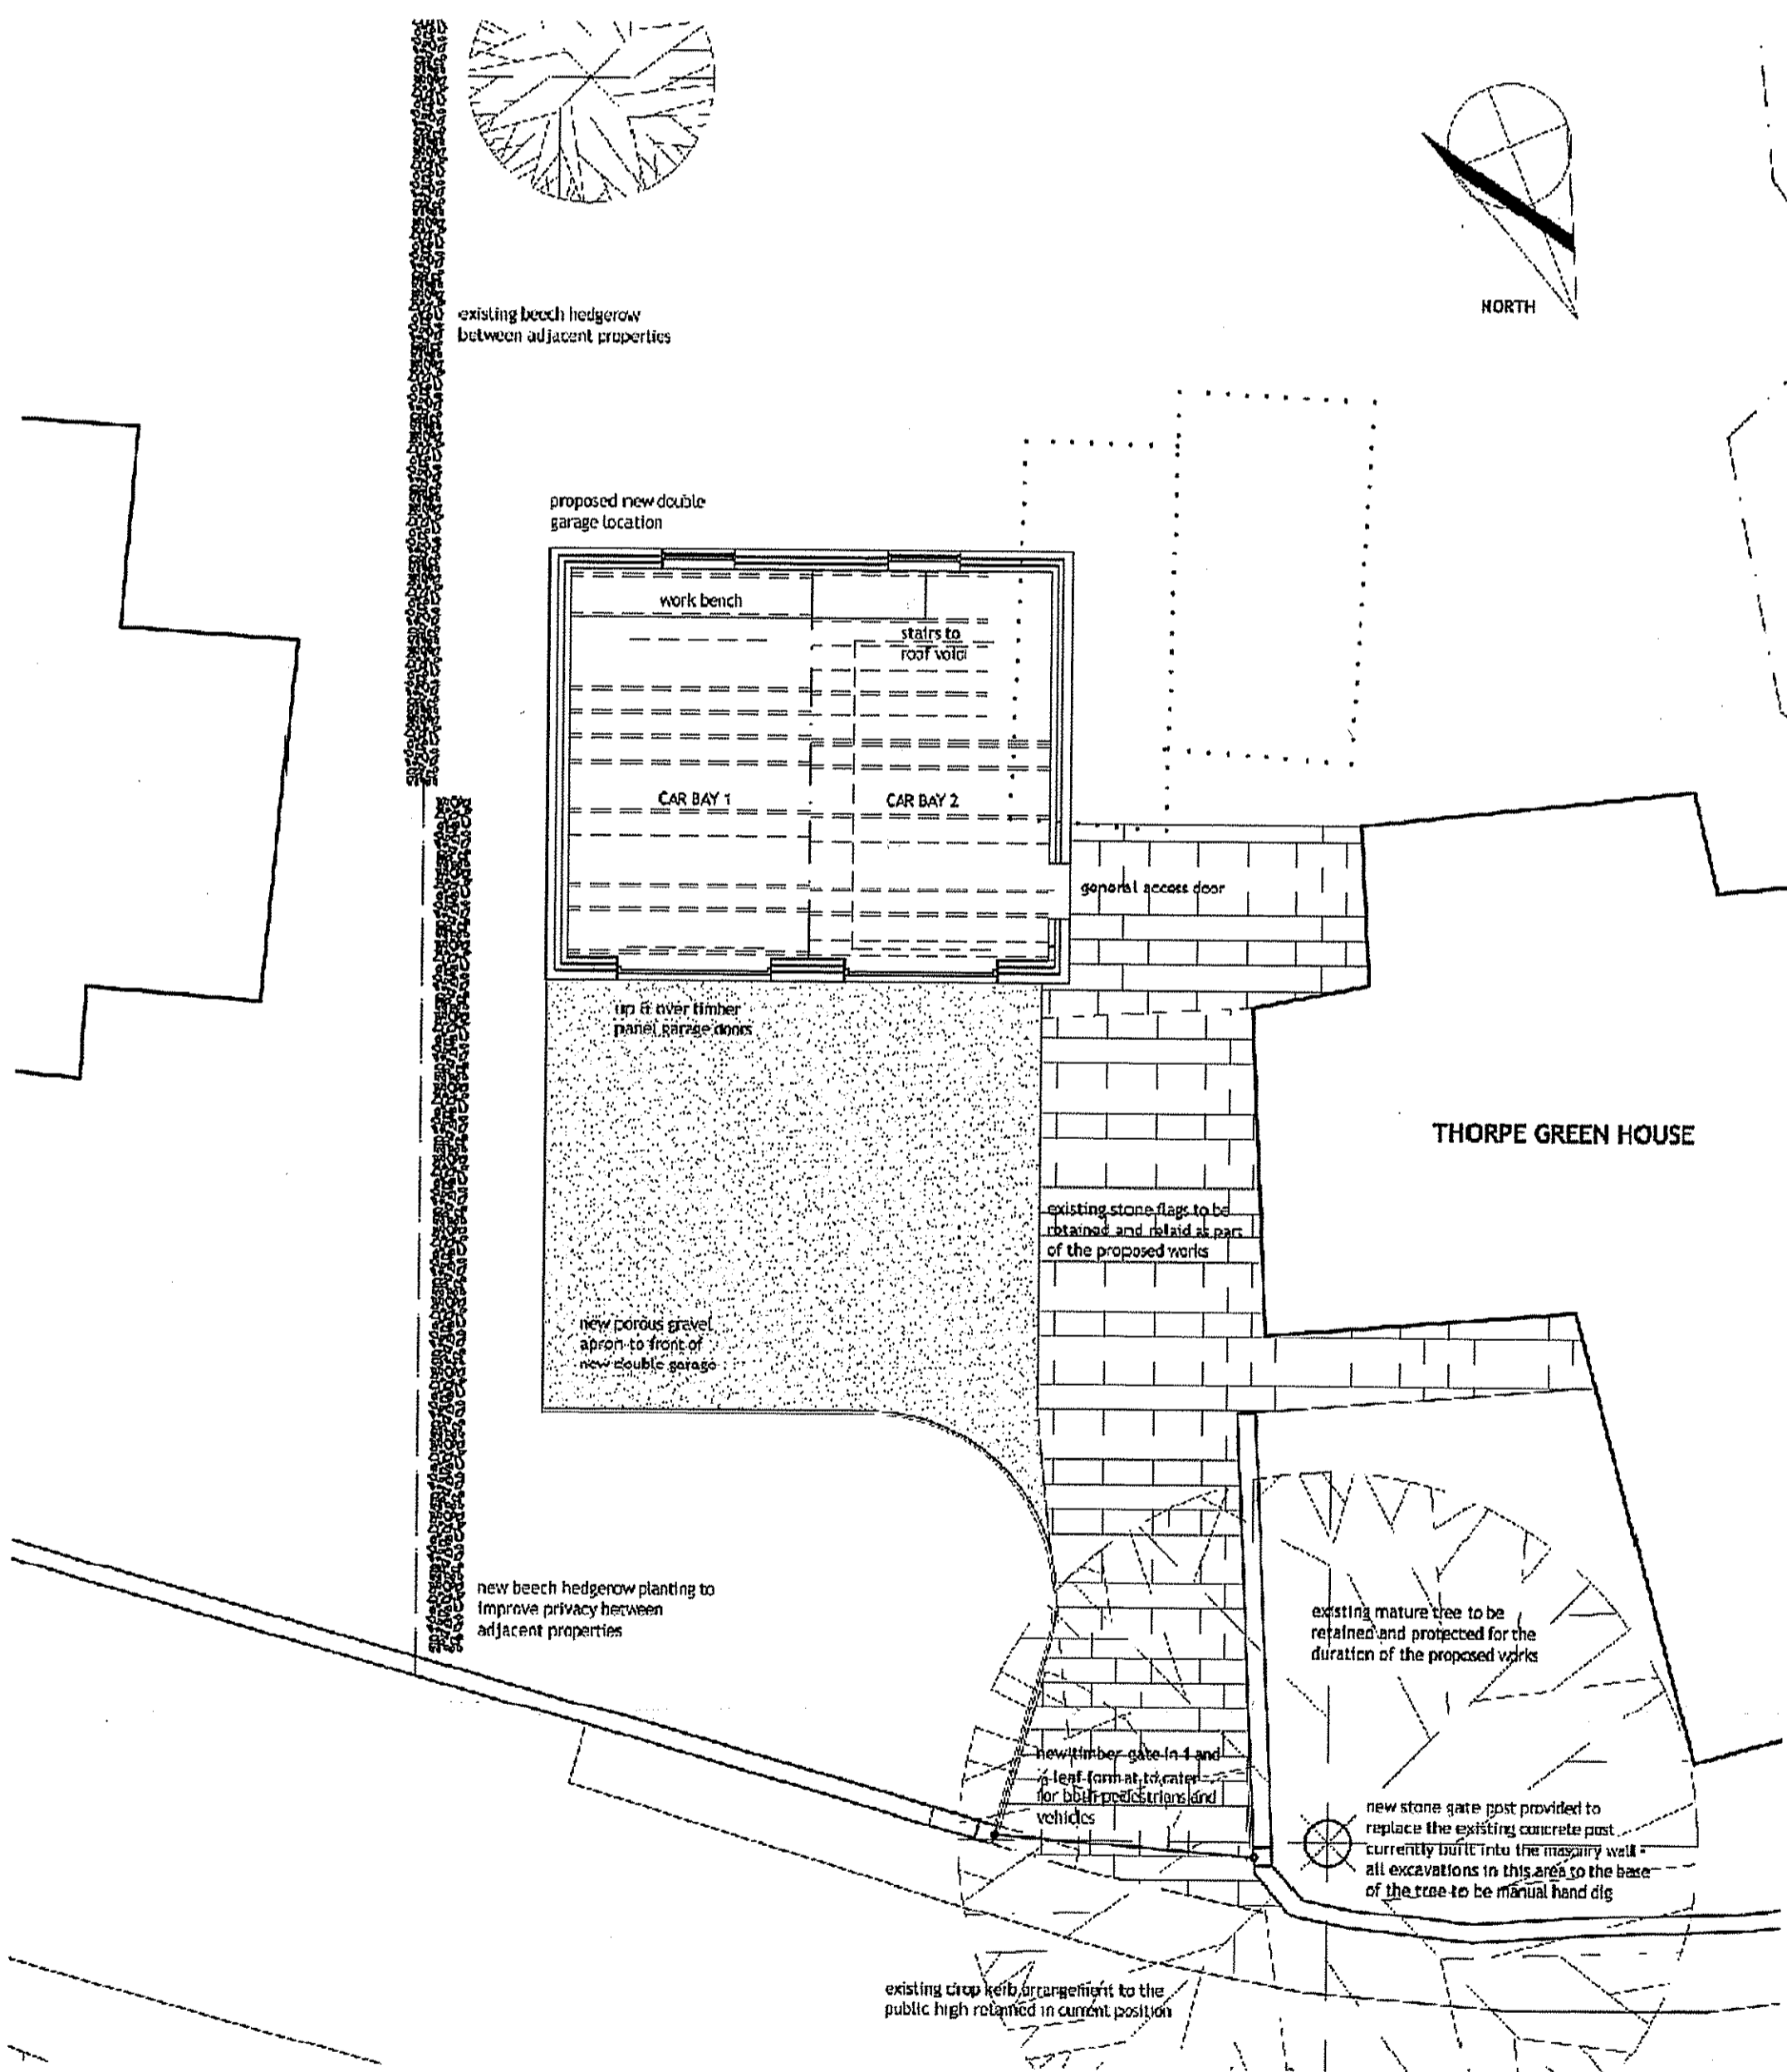 existing beech hedgerow
between adjacent properties
NORTH
proposed new double
garage location
work bench
stairs to
roof void
CAR BAY 1
CAR BAY 2
general access door
up & over timber
panel garage doors
THORPE GREEN HOUSE
existing stone flags to be
retained and relaid as part
of the proposed works
new porous gravel
apron to front of
new double garage
new beech hedgerow planting to
improve privacy between
adjacent properties
existing mature tree to be
retained and protected for the
duration of the proposed works
new timber gate in 1 and
leaf format to cater
for both pedestrians and
vehicles
new stone gate post provided to
replace the existing concrete post
currently built into the masonry wall -
all excavations in this area to the base
of the tree to be manual hand dig
existing drop kerb arrangement to the
public high retained in current position